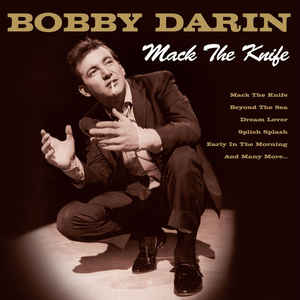 BOBBY DARIN
Mack The Knife
Mack The Knife
Beyond The Sea
Dream Lover
Splish Splash
Early In The Morning
And Many More...